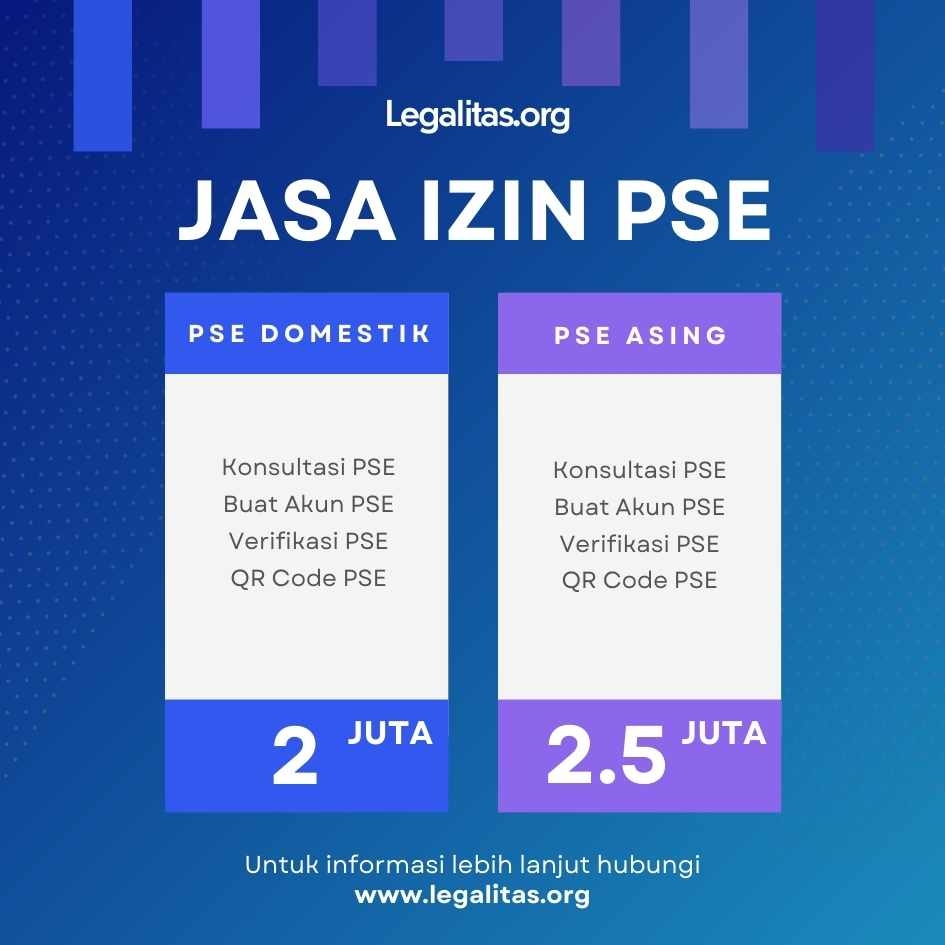 Legalitas.org
JASA IZIN PSE
PSE DOMESTIK
Konsultasi PSE
Buat Akun PSE
Verifikasi PSE
QR Code PSE
2 JUTA
PSE ASING
Konsultasi PSE
Buat Akun PSE
Verifikasi PSE
QR Code PSE
2.5 JUTA
Untuk informasi lebih lanjut hubungi
www.legalitas.org